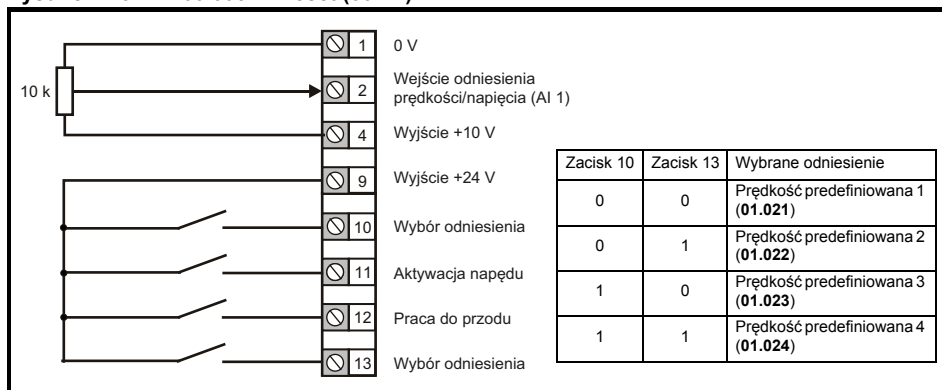 1 0 V
10 k
2 Wejście odniesienia
prędkości/napięcia (AI 1)
4 Wyjście +10 V
9 Wyjście +24 V
10 Wybór odniesienia
11 Aktywacja napędu
12 Praca do przodu
13 Wybór odniesienia
Zacisk 10 Zacisk 13 Wybrane odniesienie
0 0 Prędkość predefiniowana 1
(01.021)
0 1 Prędkość predefiniowana 2
(01.022)
1 0 Prędkość predefiniowana 3
(01.023)
1 1 Prędkość predefiniowana 4
(01.024)